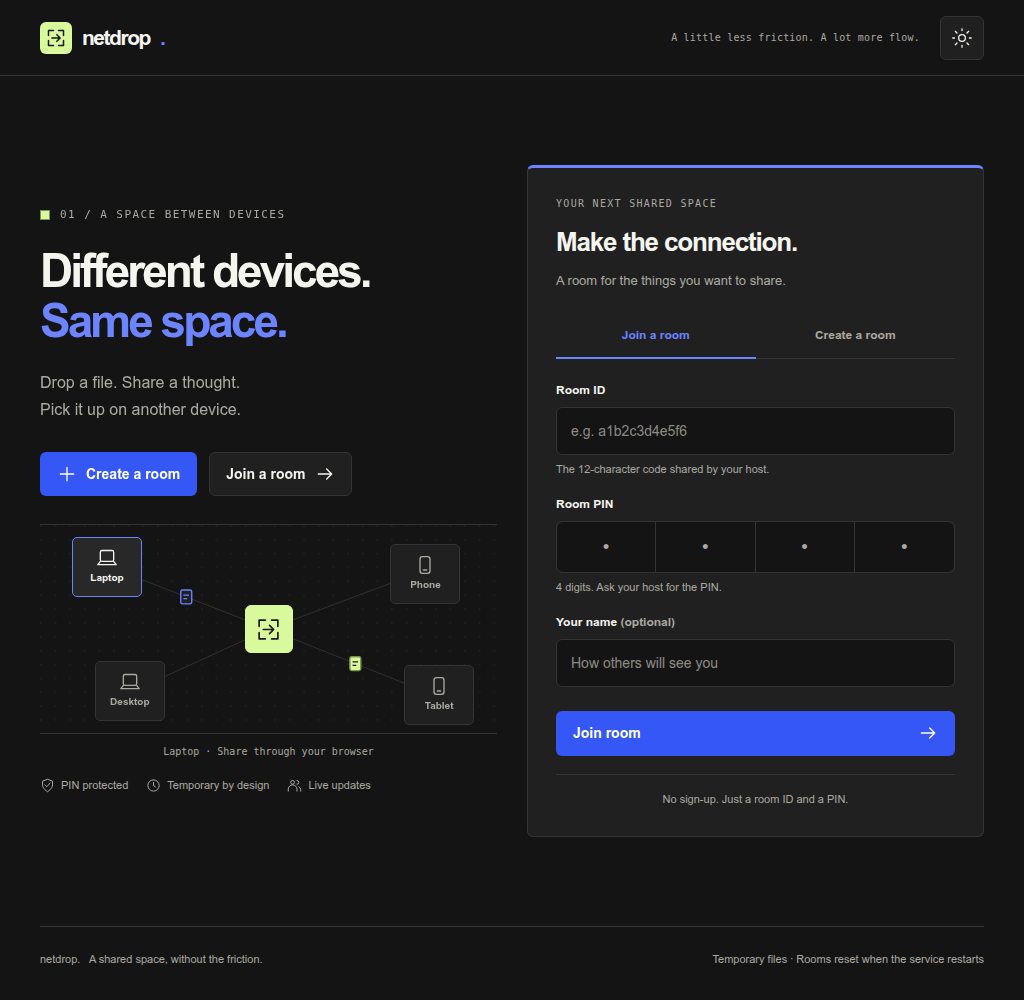 netdrop.
A little less friction. A lot more flow.
01 / A SPACE BETWEEN DEVICES
Different devices.
Same space.
Drop a file. Share a thought.
Pick it up on another device.
Create a room
Join a room
Laptop
Phone
Desktop
Tablet
Laptop · Share through your browser
PIN protected
Temporary by design
Live updates
YOUR NEXT SHARED SPACE
Make the connection.
A room for the things you want to share.
Join a room
Create a room
Room ID
e.g. a1b2c3d4e5f6
The 12-character code shared by your host.
Room PIN
• • • •
4 digits. Ask your host for the PIN.
Your name (optional)
How others will see you
Join room
No sign-up. Just a room ID and a PIN.
netdrop. A shared space, without the friction.
Temporary files · Rooms reset when the service restarts